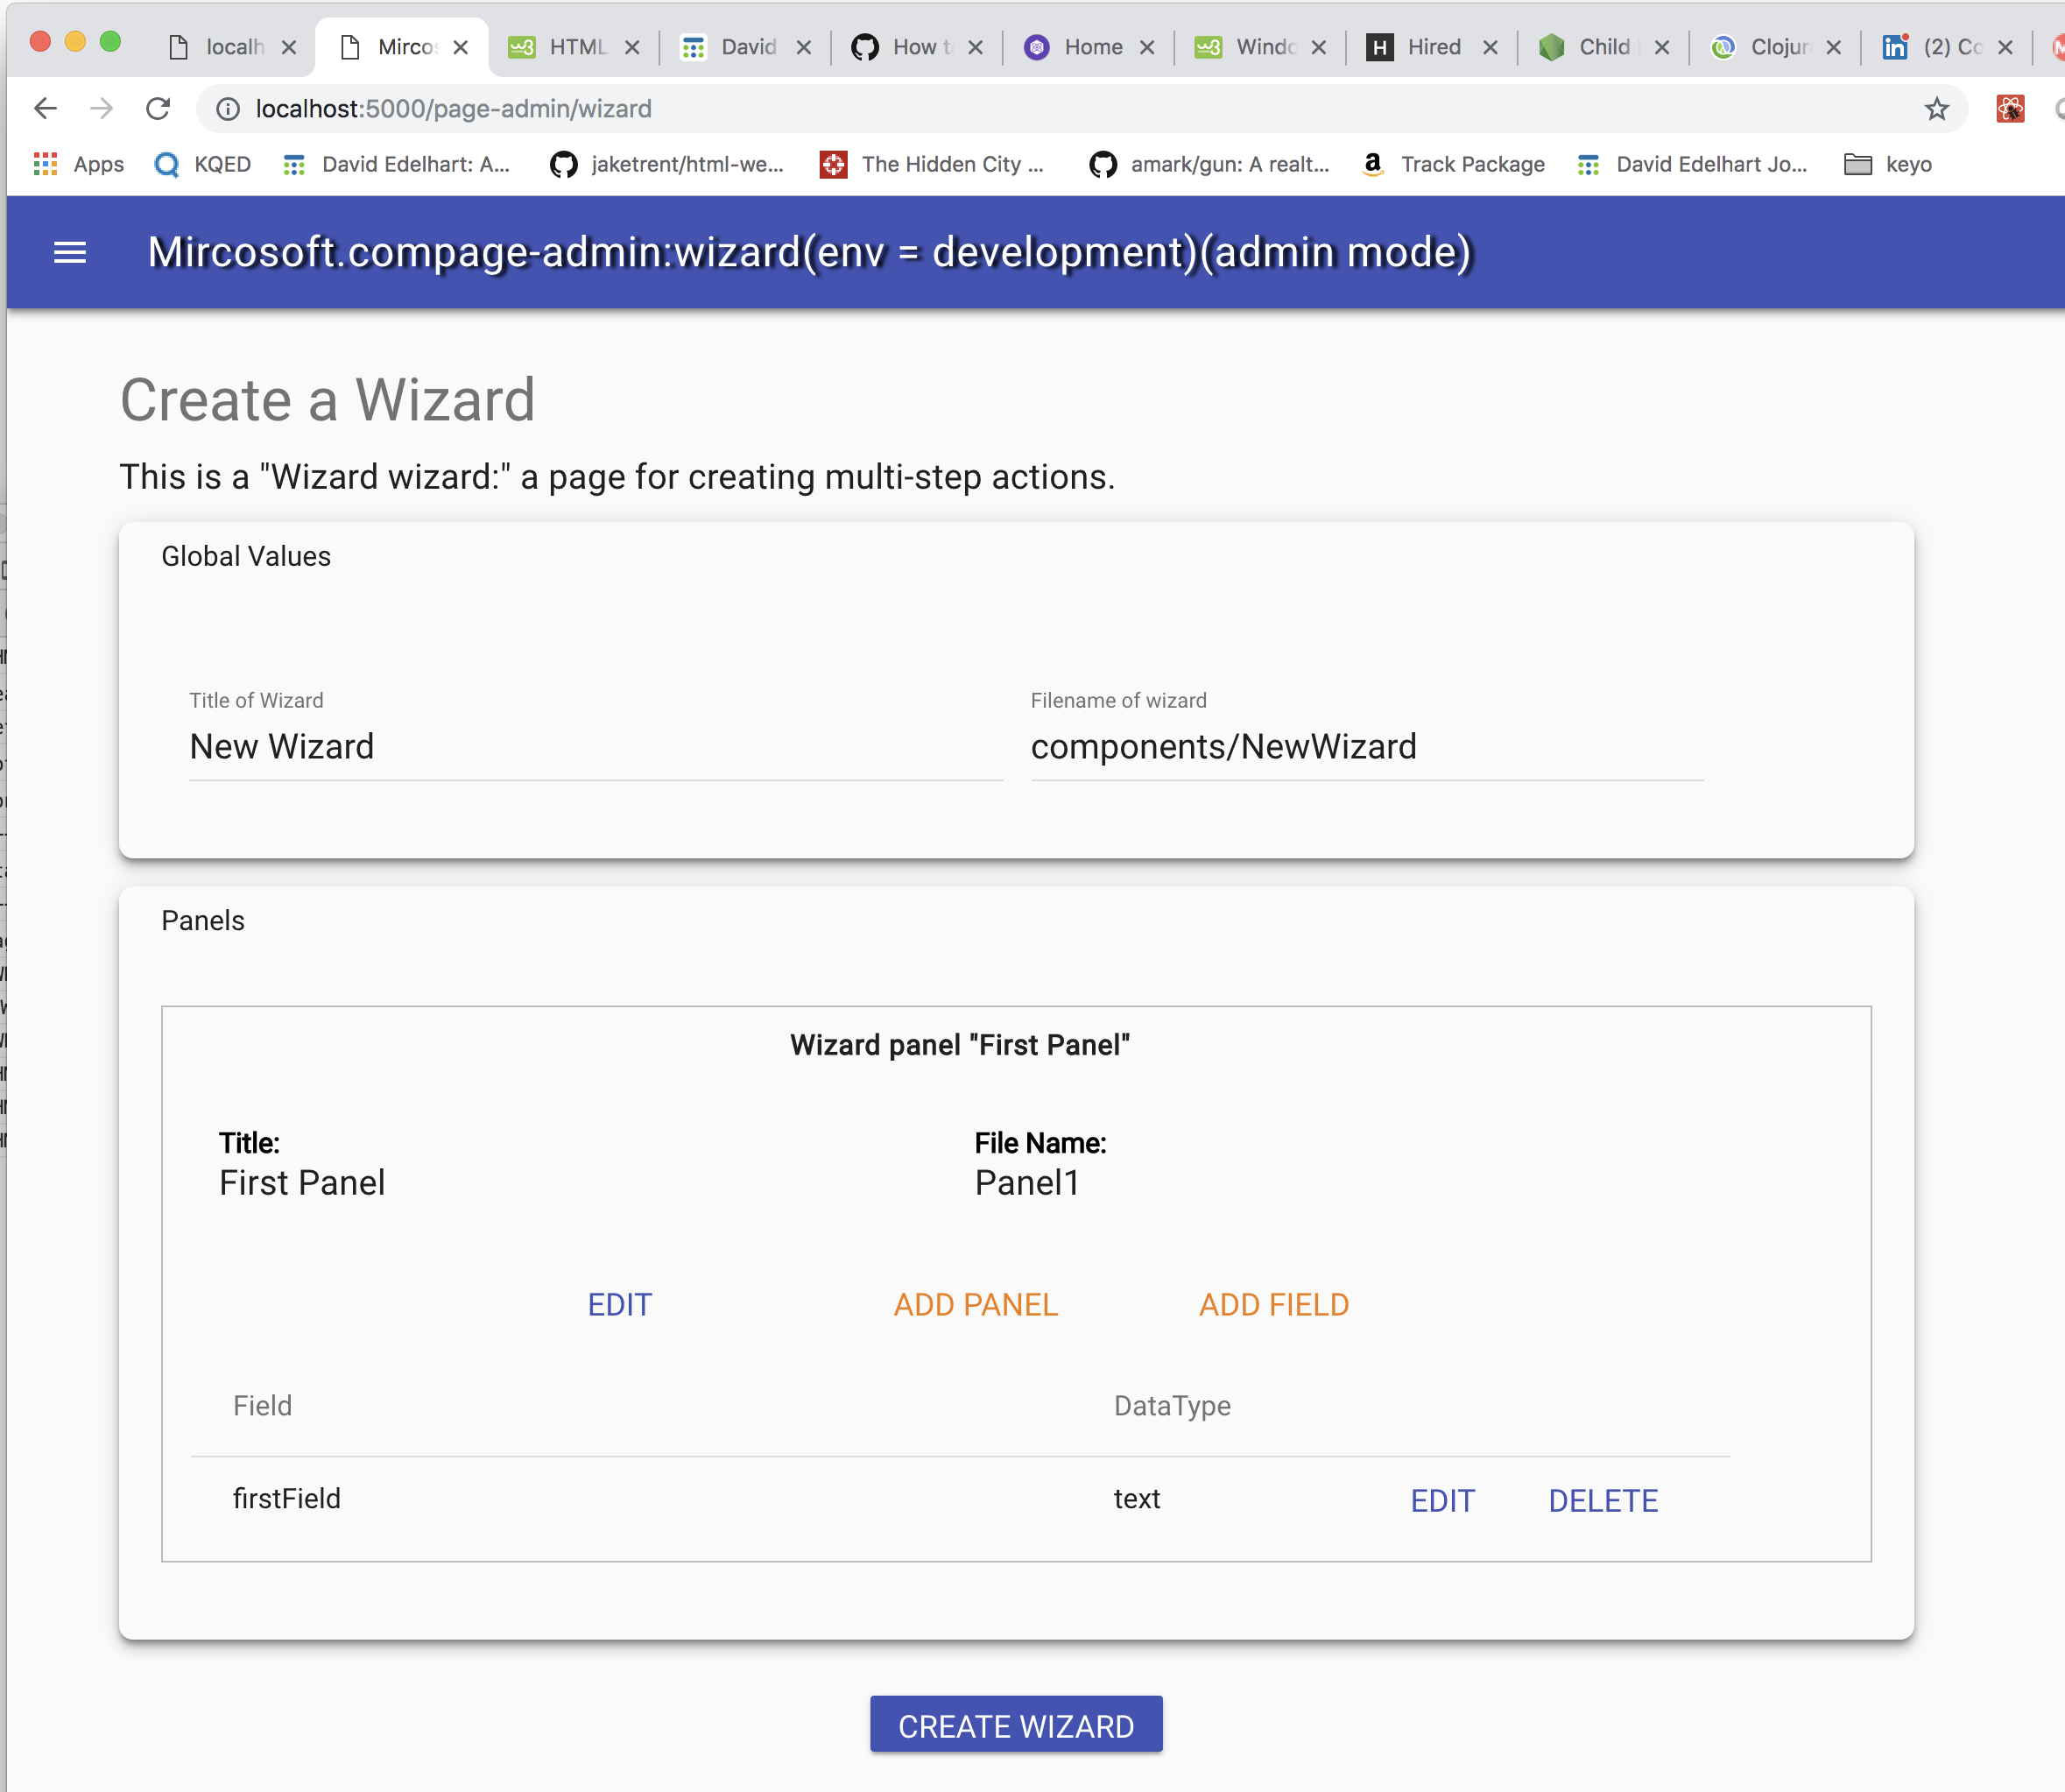 localh
Mircos
HTML
David
How t
Home
Windo
Hired
Child
Clojur
(2) Co
localhost:5000/page-admin/wizard
Apps KQED David Edelhart: A... jaketrent/html-we... The Hidden City ... amark/gun: A realt... Track Package David Edelhart Jo... keyo
Mircosoft.compage-admin:wizard(env = development)(admin mode)
Create a Wizard
This is a "Wizard wizard:" a page for creating multi-step actions.
Global Values
Title of Wizard Filename of wizard
New Wizard components/NewWizard
Panels
Wizard panel "First Panel"
Title: File Name:
First Panel Panel1
EDIT ADD PANEL ADD FIELD
Field DataType
firstField text EDIT DELETE
CREATE WIZARD